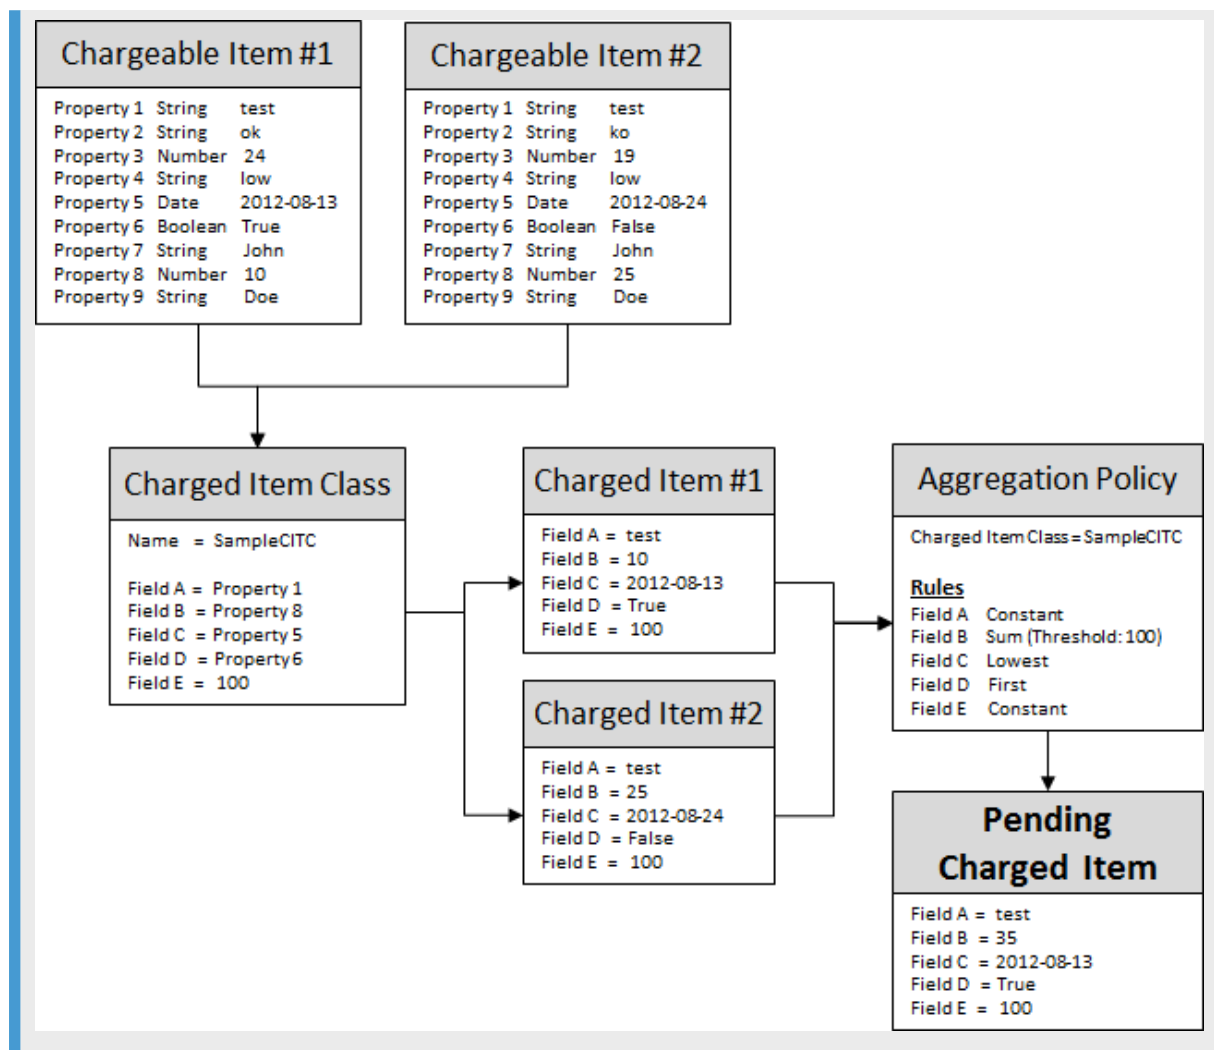 Chargeable Item #1
Property 1 String test
Property 2 String ok
Property 3 Number 24
Property 4 String low
Property 5 Date 2012-08-13
Property 6 Boolean True
Property 7 String John
Property 8 Number 10
Property 9 String Doe
Chargeable Item #2
Property 1 String test
Property 2 String ko
Property 3 Number 19
Property 4 String low
Property 5 Date 2012-08-24
Property 6 Boolean False
Property 7 String John
Property 8 Number 25
Property 9 String Doe
Charged Item Class
Name = SampleCITC
Field A = Property 1
Field B = Property 8
Field C = Property 5
Field D = Property 6
Field E = 100
Charged Item #1
Field A = test
Field B = 10
Field C = 2012-08-13
Field D = True
Field E = 100
Charged Item #2
Field A = test
Field B = 25
Field C = 2012-08-24
Field D = False
Field E = 100
Aggregation Policy
Charged Item Class = SampleCITC
Rules
Field A Constant
Field B Sum (Threshold: 100)
Field C Lowest
Field D First
Field E Constant
Pending
Charged Item
Field A = test
Field B = 35
Field C = 2012-08-13
Field D = True
Field E = 100